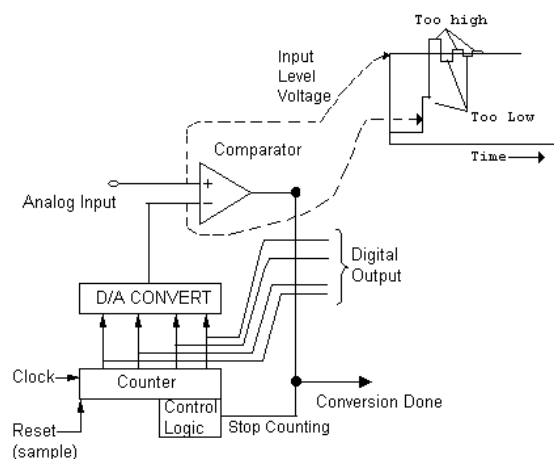 Too high
Input
Level
Voltage
Too Low
Time
Comparator
+
−
Analog Input
Digital
Output
D/A CONVERT
Clock
Counter
Control
Logic
Conversion Done
Reset
(sample)
Stop Counting